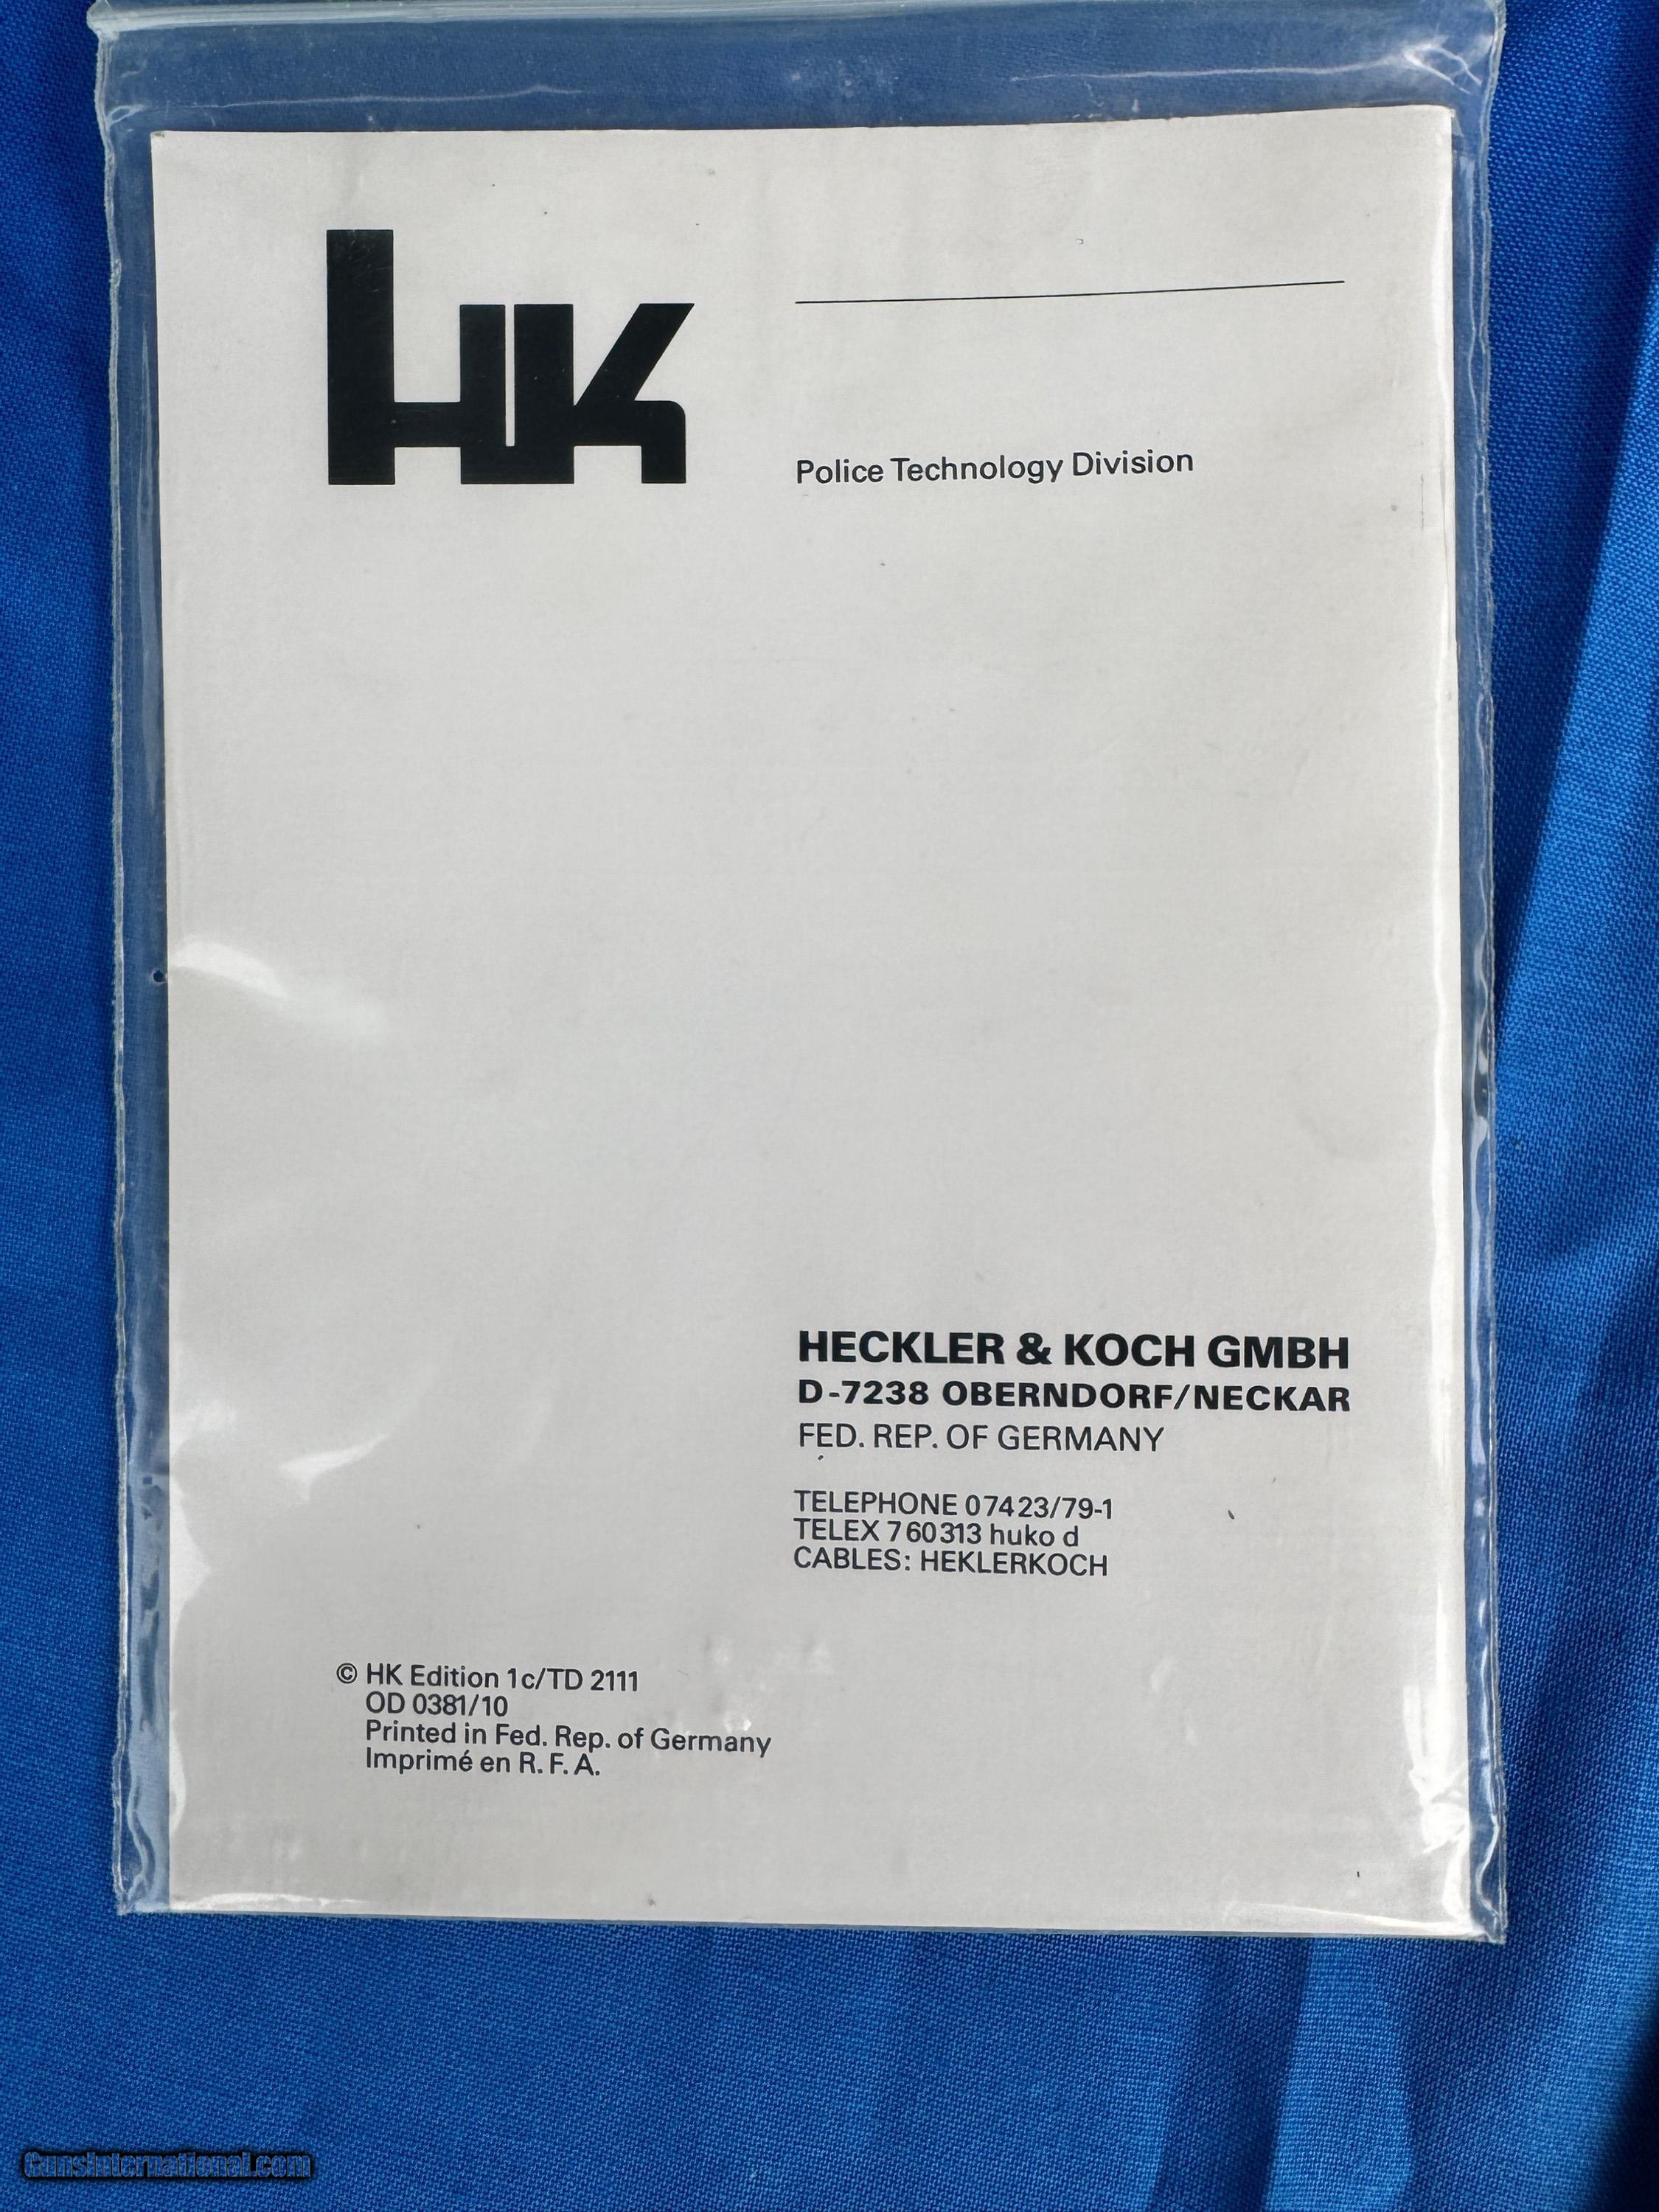 HK
Police Technology Division
HECKLER & KOCH GMBH
D-7238 OBERNDORF/NECKAR
FED. REP. OF GERMANY
TELEPHONE 07423/79-1
TELEX 760313 huko d
CABLES: HEKLERKOCH
© HK Edition 1c/TD 2111
OD 0381/10
Printed in Fed. Rep. of Germany
Imprimé en R. F. A.
GunsInternational.com